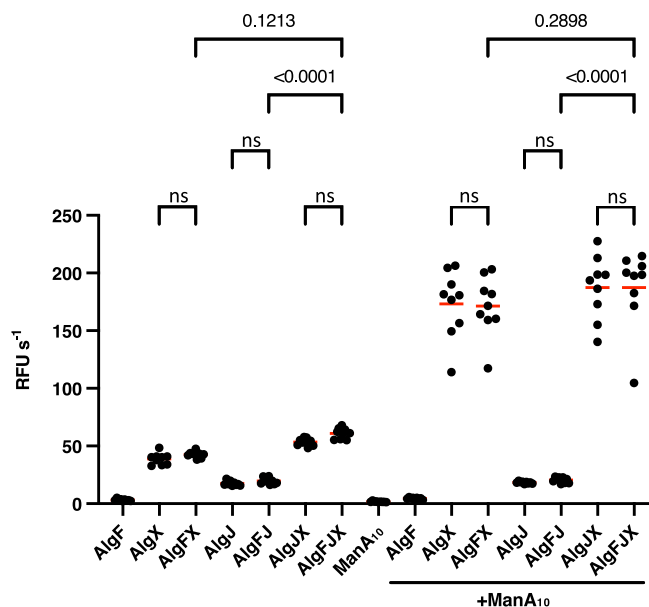 0.1213
0.2898
<0.0001
<0.0001
ns
ns
ns
ns
ns
ns
250
200
150
100
50
0
RFU s⁻¹
AlgF
AlgX
AlgFX
AlgJ
AlgFJ
AlgJX
AlgFJX
ManA₁₀
AlgF
AlgX
AlgFX
AlgJ
AlgFJ
AlgJX
AlgFJX
+ManA₁₀